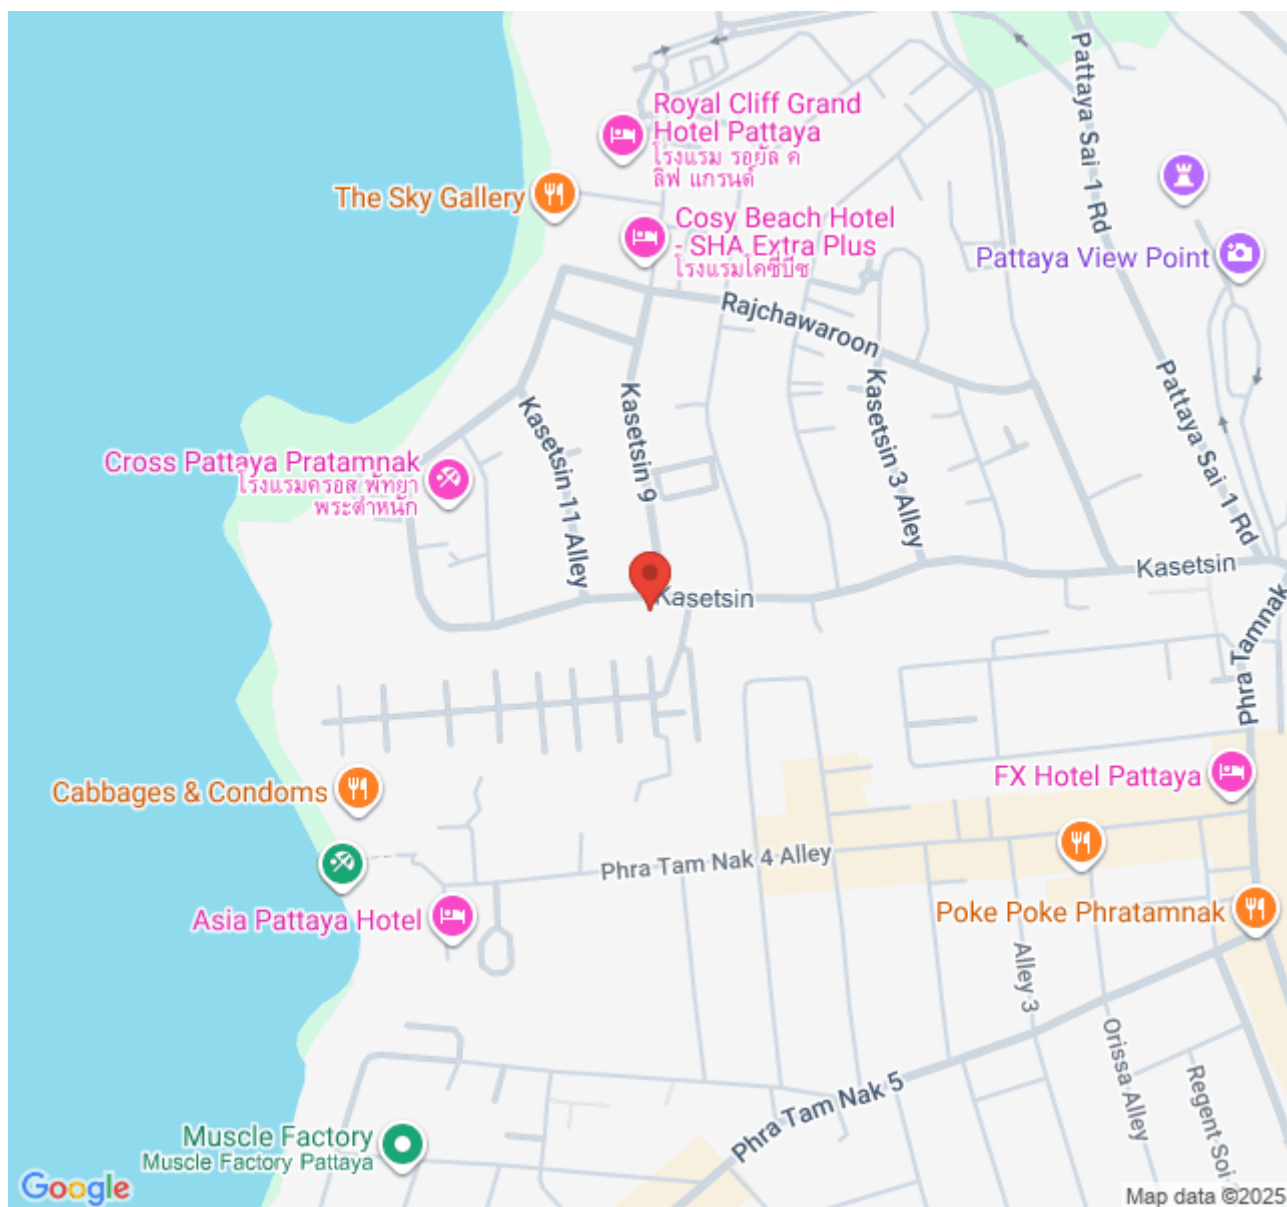 Royal Cliff Grand
Hotel Pattaya
โรงแรม รอยัล ค
ลิฟ แกรนด์
Pattaya Sai 1 Rd
The Sky Gallery
Cosy Beach Hotel
- SHA Extra Plus
โรงแรมโคซี่บีช
Pattaya View Point
Rajchawaroon
Kasetsin 9
Kasetsin 11 Alley
Kasetsin 3 Alley
Pattaya Sai 1 Rd
Cross Pattaya Pratamnak
โรงแรมครอส พัทยา
พระตำหนัก
Kasetsin
Kasetsin
Phra Tamnak
FX Hotel Pattaya
Cabbages & Condoms
Phra Tam Nak 4 Alley
Asia Pattaya Hotel
Poke Poke Phratamnak
Alley 3
Orissa Alley
Regent Soi
Phra Tam Nak 5
Muscle Factory
Muscle Factory Pattaya
Google
Map data ©2025